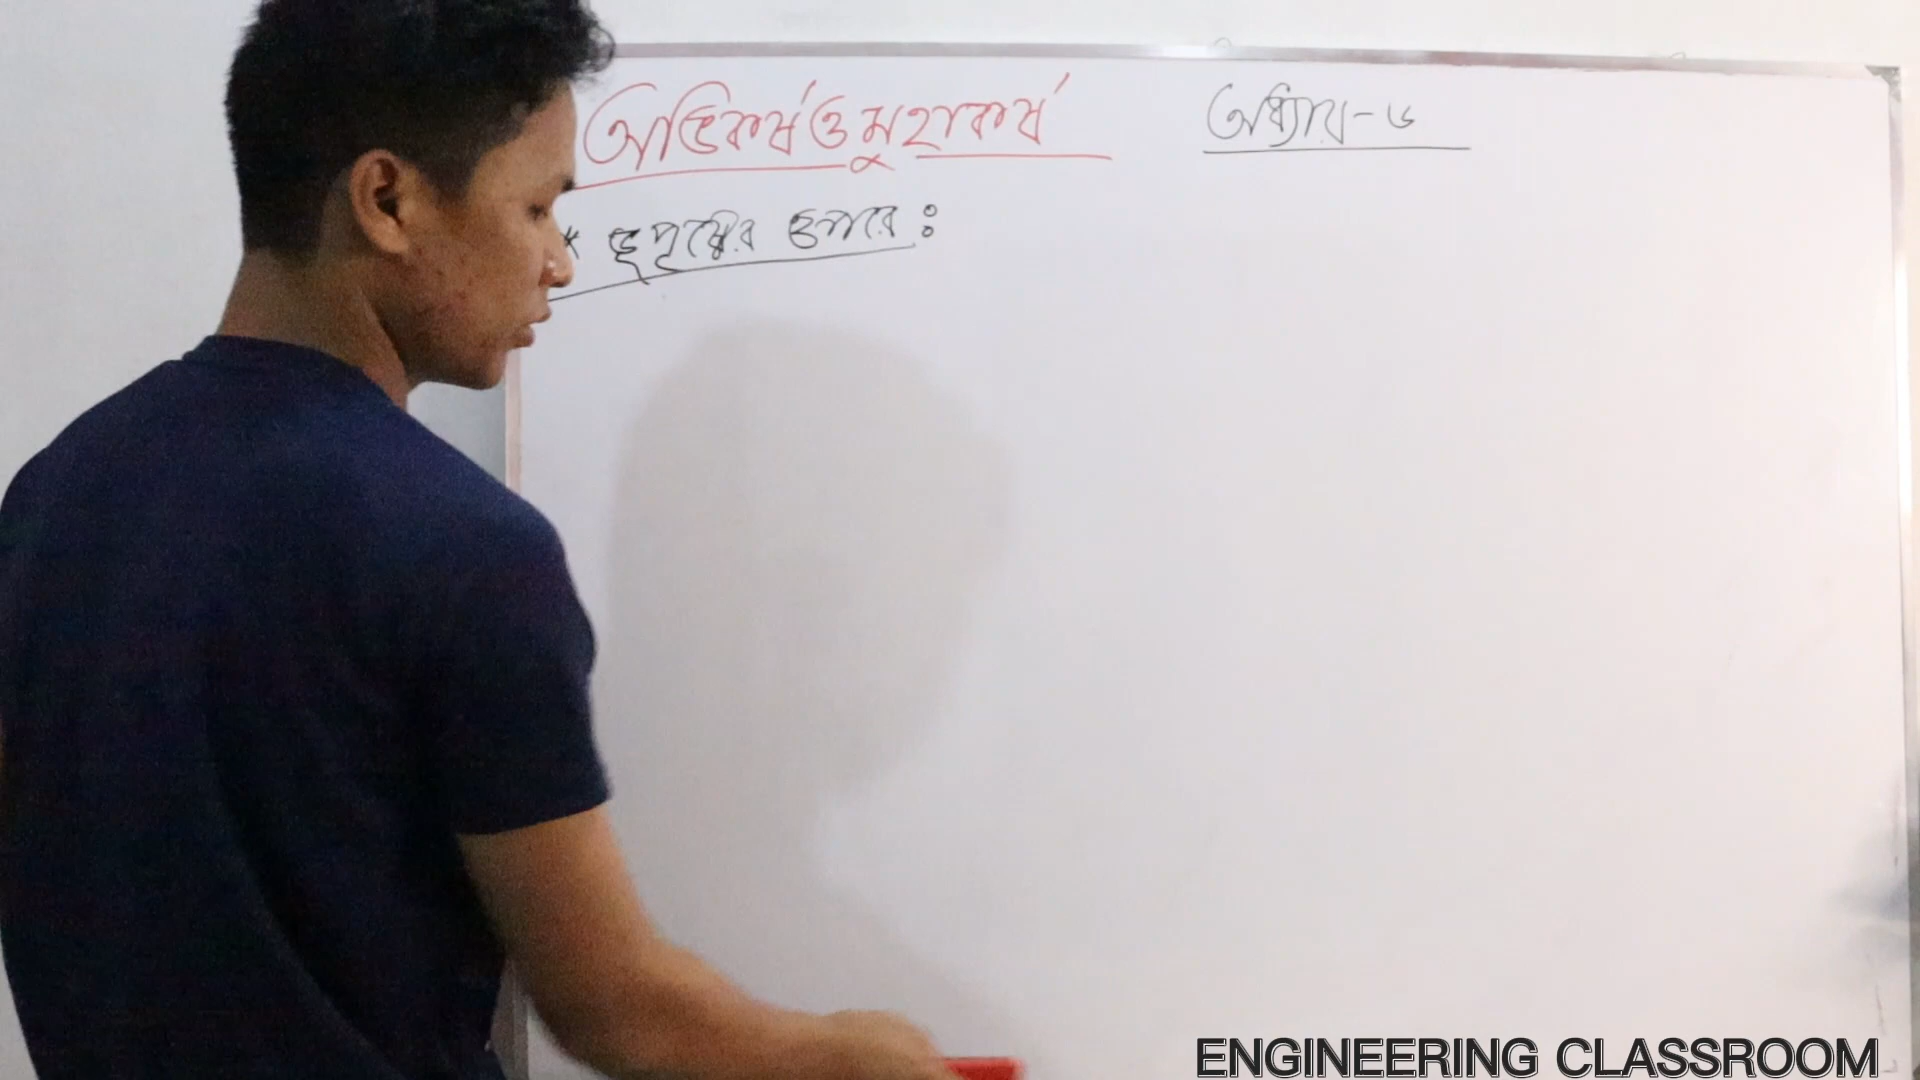 অভিকর্ষ ও মহাকর্ষ
অধ্যায়-৬
* ভূপৃষ্ঠের উপরে :
ENGINEERING CLASSROOM